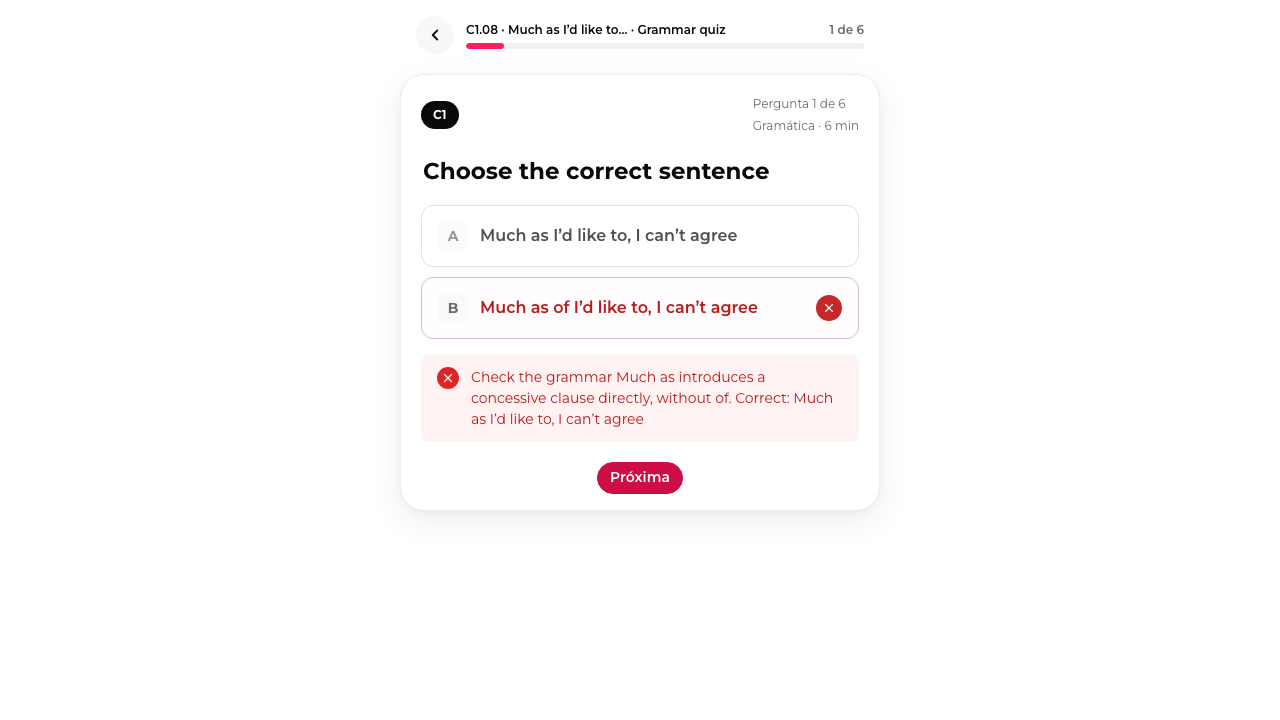 C1.08 · Much as I’d like to… · Grammar quiz
1 de 6
C1
Pergunta 1 de 6
Gramática · 6 min
Choose the correct sentence
A
Much as I’d like to, I can’t agree
B
Much as of I’d like to, I can’t agree
Check the grammar Much as introduces a
concessive clause directly, without of. Correct: Much
as I’d like to, I can’t agree
Próxima